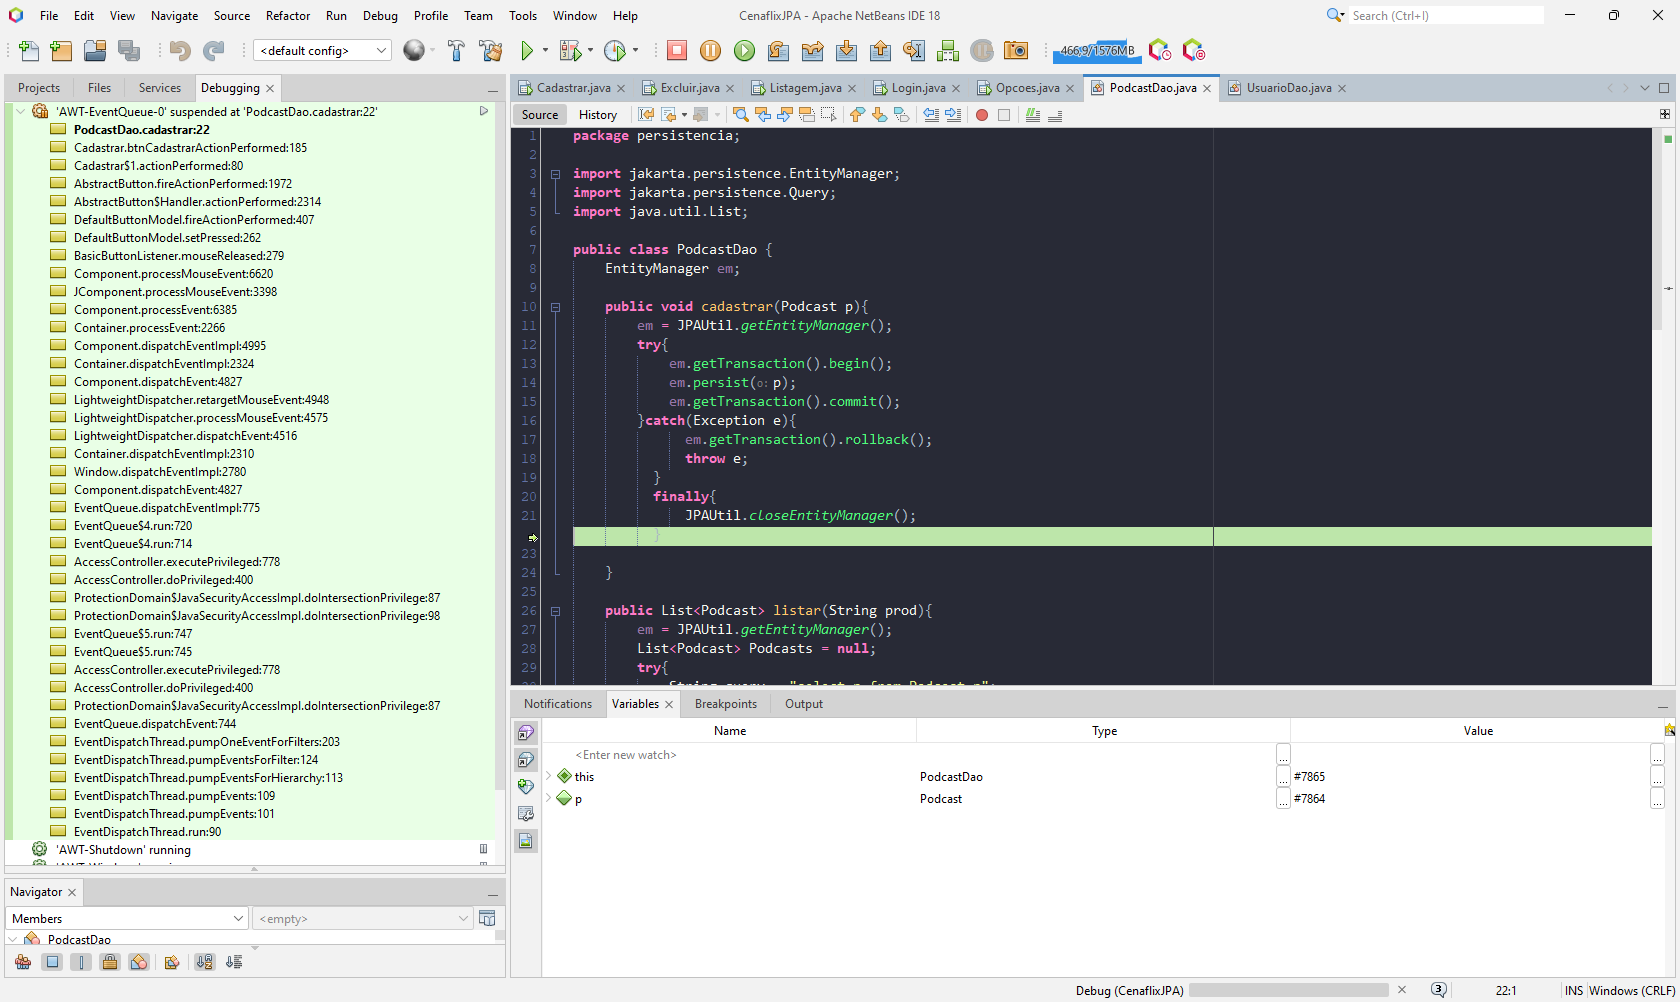 File Edit View Navigate Source Refactor Run Debug Profile Team Tools Window Help
CenaflixJPA - Apache NetBeans IDE 18
Search (Ctrl+I)
<default config>
466,9/1576MB
Projects Files Services Debugging
Cadastrar.java Excluir.java Listagem.java Login.java Opcoes.java PodcastDao.java UsuarioDao.java
Source History
'AWT-EventQueue-0' suspended at 'PodcastDao.cadastrar:22'
PodcastDao.cadastrar:22
Cadastrar.btnCadastrarActionPerformed:185
Cadastrar$1.actionPerformed:80
AbstractButton.fireActionPerformed:1972
AbstractButton$Handler.actionPerformed:2314
DefaultButtonModel.fireActionPerformed:407
DefaultButtonModel.setPressed:262
BasicButtonListener.mouseReleased:279
Component.processMouseEvent:6620
JComponent.processMouseEvent:3398
Component.processEvent:6385
Container.processEvent:2266
Component.dispatchEventImpl:4995
Container.dispatchEventImpl:2324
Component.dispatchEvent:4827
LightweightDispatcher.retargetMouseEvent:4948
LightweightDispatcher.processMouseEvent:4575
LightweightDispatcher.dispatchEvent:4516
Container.dispatchEventImpl:2310
Window.dispatchEventImpl:2780
Component.dispatchEvent:4827
EventQueue.dispatchEventImpl:775
EventQueue$4.run:720
EventQueue$4.run:714
AccessController.executePrivileged:778
AccessController.doPrivileged:400
ProtectionDomain$JavaSecurityAccessImpl.doIntersectionPrivilege:87
ProtectionDomain$JavaSecurityAccessImpl.doIntersectionPrivilege:98
EventQueue$5.run:747
EventQueue$5.run:745
AccessController.executePrivileged:778
AccessController.doPrivileged:400
ProtectionDomain$JavaSecurityAccessImpl.doIntersectionPrivilege:87
EventQueue.dispatchEvent:744
EventDispatchThread.pumpOneEventForFilters:203
EventDispatchThread.pumpEventsForFilter:124
EventDispatchThread.pumpEventsForHierarchy:113
EventDispatchThread.pumpEvents:109
EventDispatchThread.pumpEvents:101
EventDispatchThread.run:90
'AWT-Shutdown' running
Navigator
Members
<empty>
PodcastDao
1 package persistencia;
2
3 import jakarta.persistence.EntityManager;
4 import jakarta.persistence.Query;
5 import java.util.List;
6
7 public class PodcastDao {
8 EntityManager em;
9
10 public void cadastrar(Podcast p){
11 em = JPAUtil.getEntityManager();
12 try{
13 em.getTransaction().begin();
14 em.persist(o: p);
15 em.getTransaction().commit();
16 }catch(Exception e){
17 em.getTransaction().rollback();
18 throw e;
19 }
20 finally{
21 JPAUtil.closeEntityManager();
}
23
24 }
25
26 public List<Podcast> listar(String prod){
27 em = JPAUtil.getEntityManager();
28 List<Podcast> Podcasts = null;
29 try{
Notifications Variables Breakpoints Output
Name Type Value
<Enter new watch>
this PodcastDao #7865
p Podcast #7864
Debug (CenaflixJPA)
3
22:1
INS
Windows (CRLF)